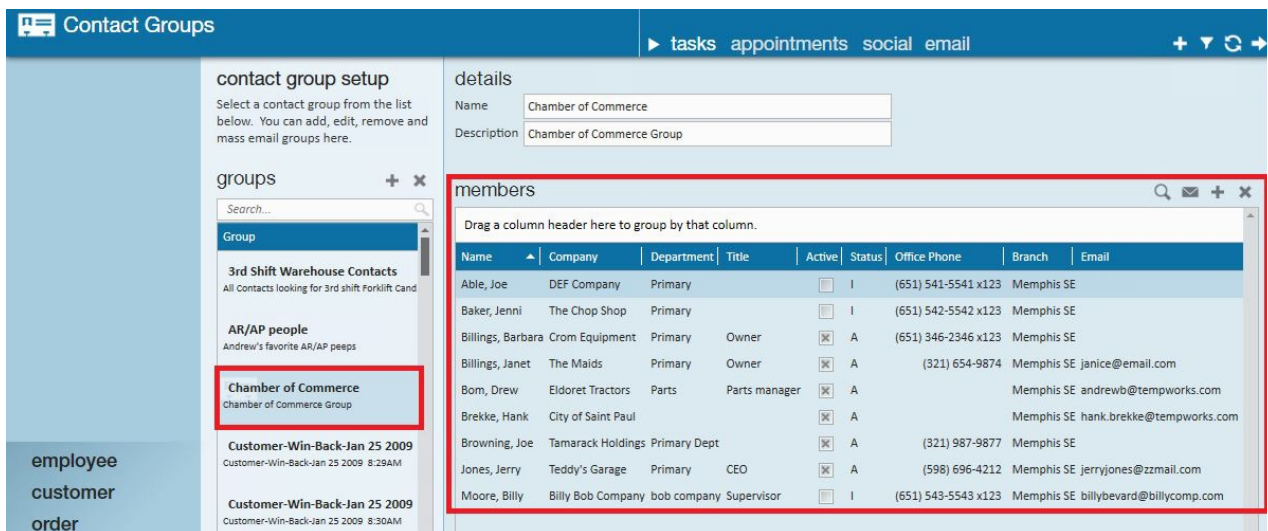 Contact Groups
tasks appointments social email
contact group setup
Select a contact group from the list
below. You can add, edit, remove and
mass email groups here.
groups
Search...
Group
3rd Shift Warehouse Contacts
All Contacts looking for 3rd shift Forklift Cand
AR/AP people
Andrew's favorite AR/AP peeps
Chamber of Commerce
Chamber of Commerce Group
Customer-Win-Back-Jan 25 2009
Customer-Win-Back-Jan 25 2009 8:29AM
Customer-Win-Back-Jan 25 2009
Customer-Win-Back-Jan 25 2009 8:30AM
employee
customer
order
details
Name Chamber of Commerce
Description Chamber of Commerce Group
members
Drag a column header here to group by that column.
Name Company Department Title Active Status Office Phone Branch Email
Able, Joe DEF Company Primary I (651) 541-5541 x123 Memphis SE
Baker, Jenni The Chop Shop Primary I (651) 542-5542 x123 Memphis SE
Billings, Barbara Crom Equipment Primary Owner A (651) 346-2346 x123 Memphis SE
Billings, Janet The Maids Primary Owner A (321) 654-9874 Memphis SE janice@email.com
Bom, Drew Eldoret Tractors Parts Parts manager A Memphis SE andrewb@tempworks.com
Brekke, Hank City of Saint Paul A Memphis SE hank.brekke@tempworks.com
Browning, Joe Tamarack Holdings Primary Dept A (321) 987-9877 Memphis SE
Jones, Jerry Teddy's Garage Primary CEO A (598) 696-4212 Memphis SE jerryjones@zzmail.com
Moore, Billy Billy Bob Company bob company Supervisor I (651) 543-5543 x123 Memphis SE billybevard@billycomp.com